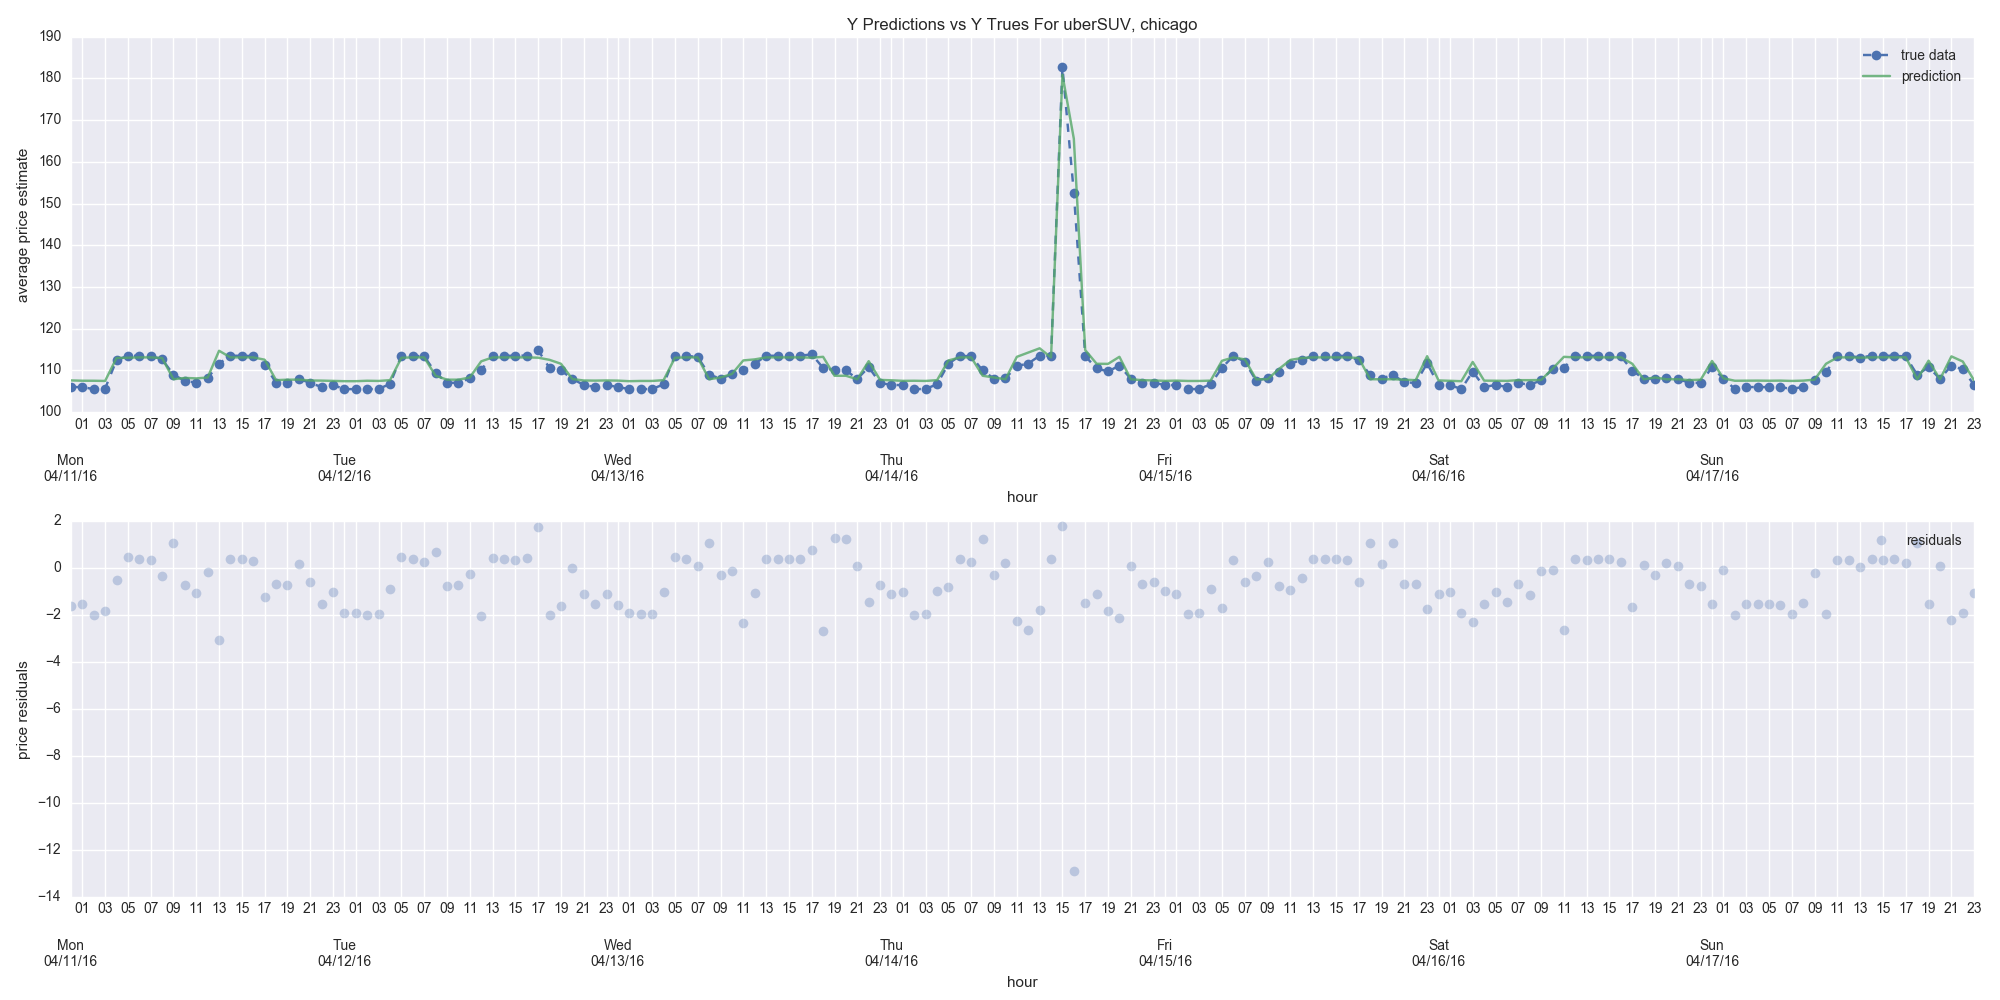 Y Predictions vs Y Trues For uberSUV, chicago
190
180
170
160
150
140
130
120
110
100
average price estimate
true data
prediction
01 03 05 07 09 11 13 15 17 19 21 23 01 03 05 07 09 11 13 15 17 19 21 23 01 03 05 07 09 11 13 15 17 19 21 23 01 03 05 07 09 11 13 15 17 19 21 23 01 03 05 07 09 11 13 15 17 19 21 23 01 03 05 07 09 11 13 15 17 19 21 23 01 03 05 07 09 11 13 15 17 19 21 23
Mon Tue Wed Thu Fri Sat Sun
04/11/16 04/12/16 04/13/16 04/14/16 04/15/16 04/16/16 04/17/16
hour
2
0
−2
−4
−6
−8
−10
−12
−14
price residuals
residuals
01 03 05 07 09 11 13 15 17 19 21 23 01 03 05 07 09 11 13 15 17 19 21 23 01 03 05 07 09 11 13 15 17 19 21 23 01 03 05 07 09 11 13 15 17 19 21 23 01 03 05 07 09 11 13 15 17 19 21 23 01 03 05 07 09 11 13 15 17 19 21 23 01 03 05 07 09 11 13 15 17 19 21 23
Mon Tue Wed Thu Fri Sat Sun
04/11/16 04/12/16 04/13/16 04/14/16 04/15/16 04/16/16 04/17/16
hour